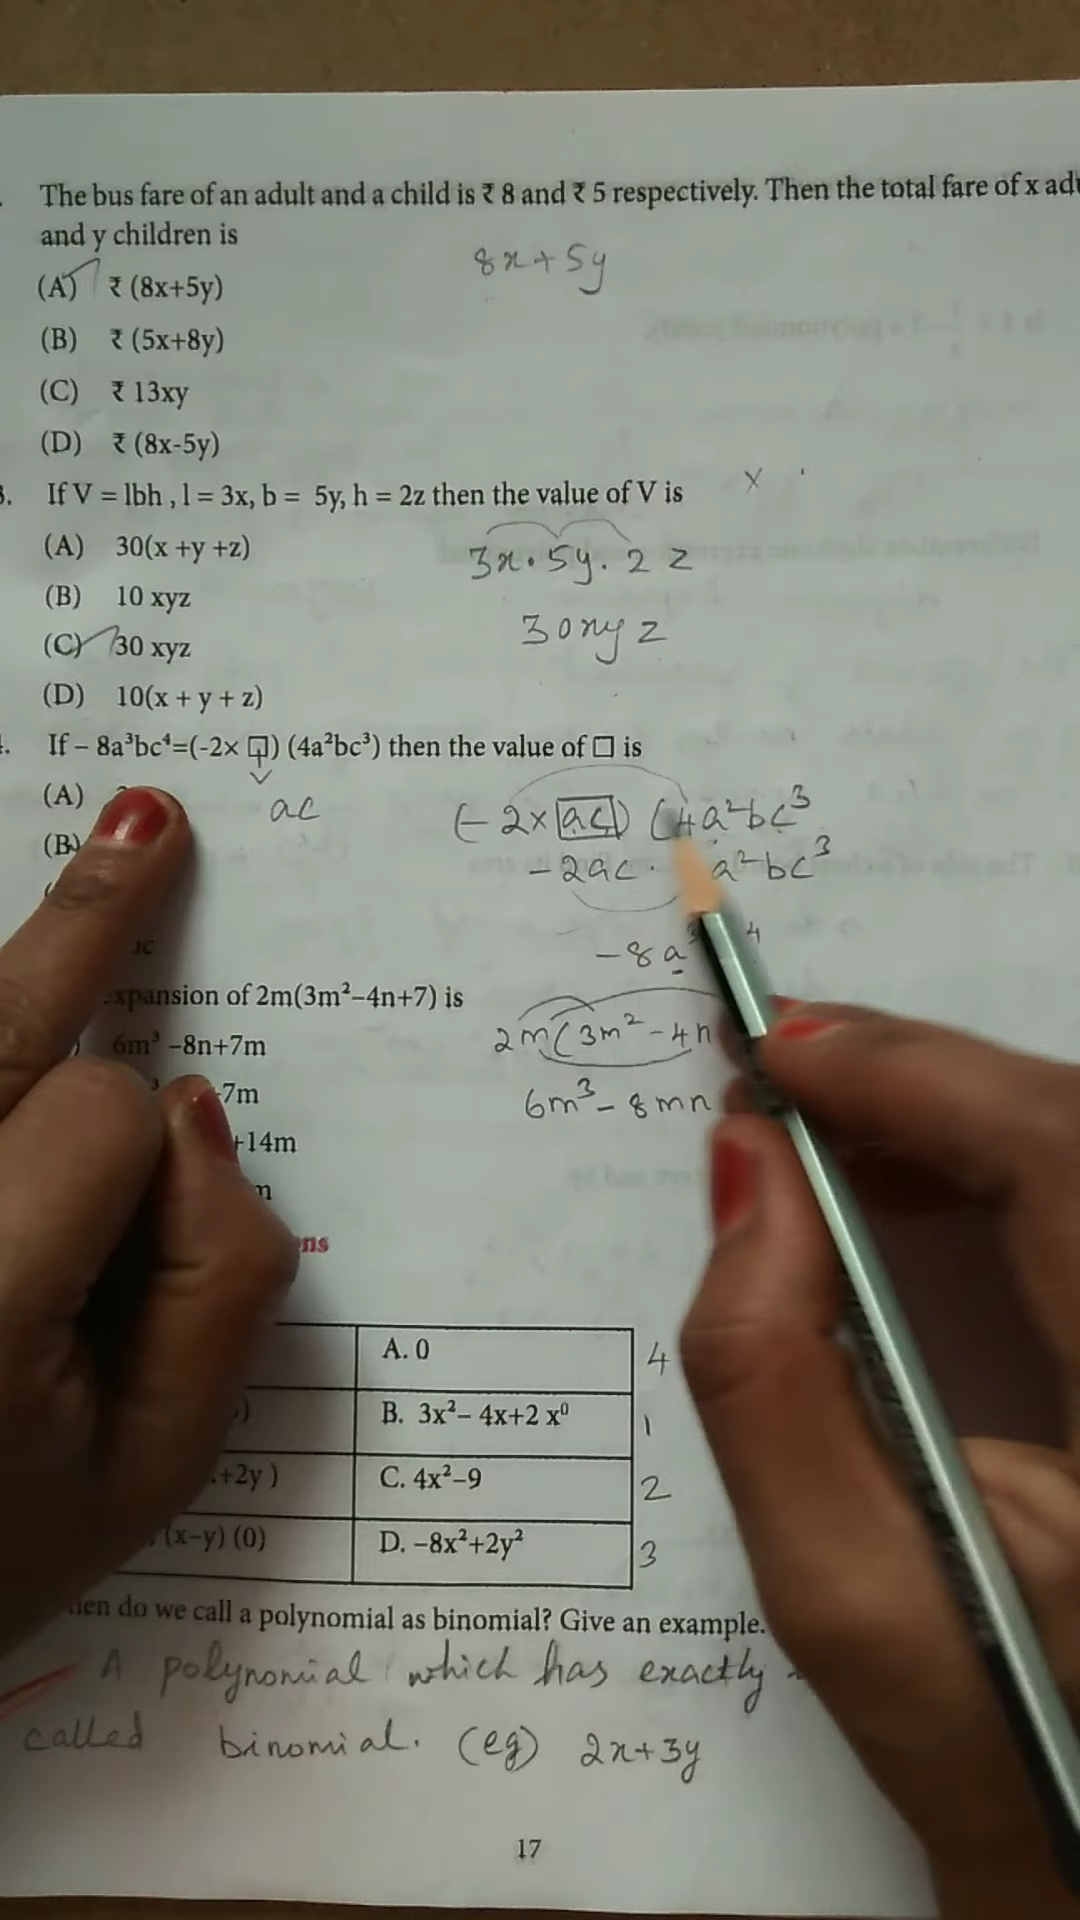 The bus fare of an adult and a child is ₹ 8 and ₹ 5 respectively. Then the total fare of x
and y children is
8x+5y
(A) ₹ (8x+5y)
(B) ₹ (5x+8y)
(C) ₹ 13xy
(D) ₹ (8x-5y)
3. If V = lbh , l = 3x, b = 5y, h = 2z then the value of V is
x
(A) 30(x +y +z)
3x.5y.2z
(B) 10 xyz
30xyz
(C) 30 xyz
(D) 10(x + y + z)
If – 8a³bc⁴=(-2× □) (4a²bc³) then the value of □ is
(A)
ac
(-2×ac) (4a²bc³
(B)
-2ac. a²bc³
-8a 4
expansion of 2m(3m²–4n+7) is
2m(3m²-4n
6m³ –8n+7m
7m
6m³-8mn
+14m
m
ns
A. 0
4
B. 3x²– 4x+2 x⁰
1
+2y )
C. 4x²–9
2
(x–y) (0)
D. –8x²+2y²
3
do we call a polynomial as binomial? Give an example.
A polynomial which has exactly
called binomial. (eg) 2x+3y
17